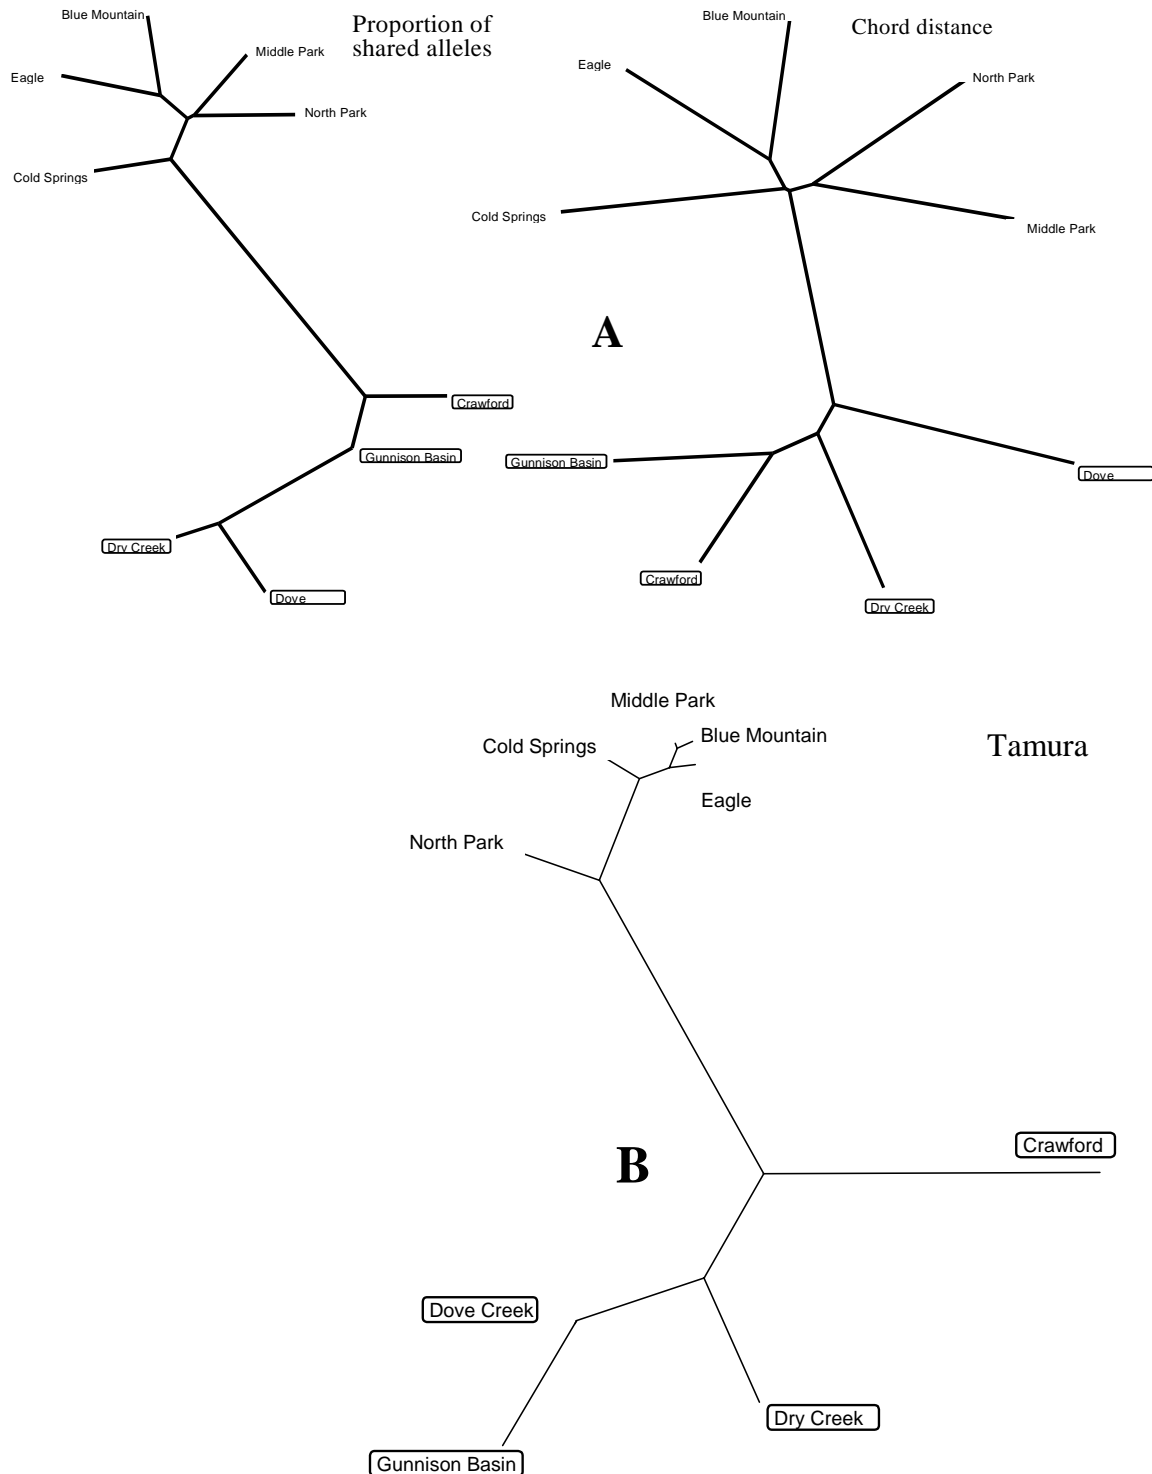 Blue Mountain
Proportion of
shared alleles
Middle Park
Eagle
North Park
Cold Springs
Crawford
Gunnison Basin
Dry Creek
Dove
Blue Mountain
Chord distance
Eagle
North Park
Cold Springs
Middle Park
A
Gunnison Basin
Dove
Crawford
Dry Creek
Middle Park
Cold Springs
Blue Mountain
Tamura
Eagle
North Park
B
Crawford
Dove Creek
Dry Creek
Gunnison Basin